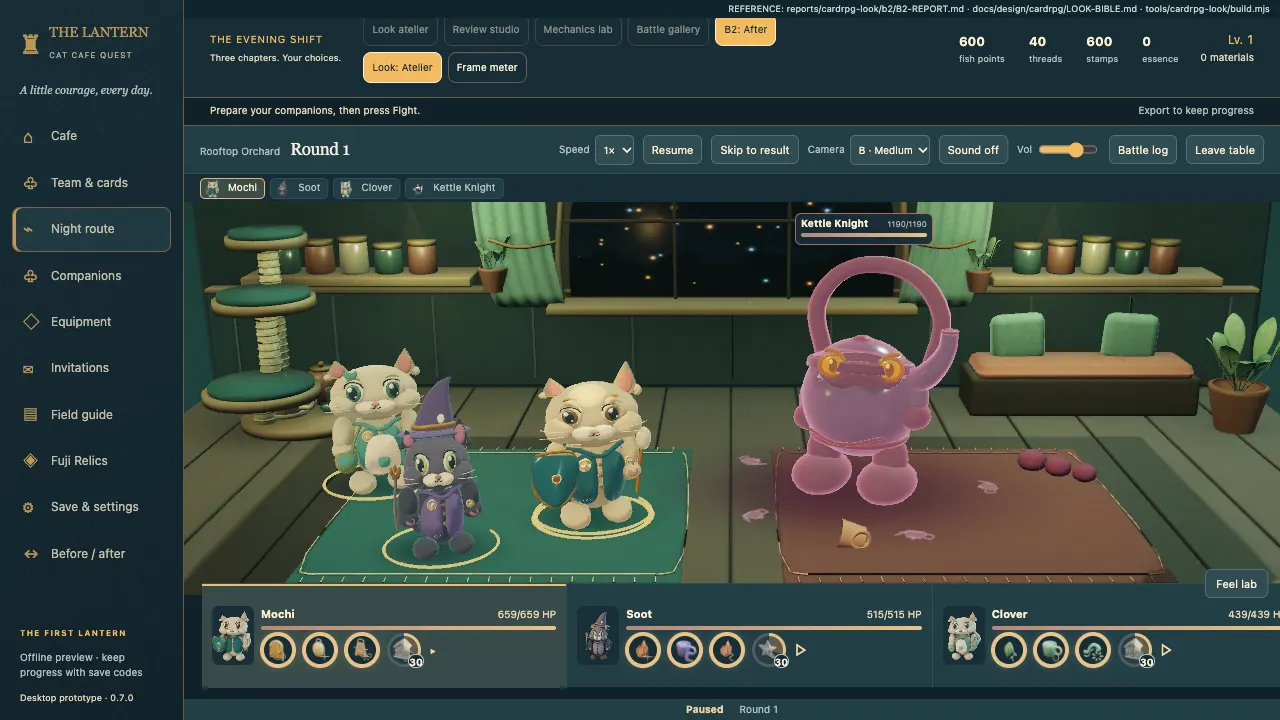 REFERENCE: reports/cardrpg-look/b2/B2-REPORT.md · docs/design/cardrpg/LOOK-BIBLE.md · tools/cardrpg-look/build.mjs
THE LANTERN
CAT CAFE QUEST
A little courage, every day.
Cafe
Team & cards
Night route
Companions
Equipment
Invitations
Field guide
Fuji Relics
Save & settings
Before / after
THE FIRST LANTERN
Offline preview · keep
progress with save codes
Desktop prototype · 0.7.0
THE EVENING SHIFT
Three chapters. Your choices.
Look atelier
Review studio
Mechanics lab
Battle gallery
B2: After
Look: Atelier
Frame meter
600
fish points
40
threads
600
stamps
0
essence
Lv. 1
0 materials
Prepare your companions, then press Fight.
Export to keep progress
Rooftop Orchard Round 1
Speed 1x
Resume
Skip to result
Camera B · Medium
Sound off
Vol
Battle log
Leave table
Mochi
Soot
Clover
Kettle Knight
Kettle Knight 1190/1190
Feel lab
Mochi 659/659 HP
30
Soot 515/515 HP
30
Clover 439/439 H
30
Paused Round 1